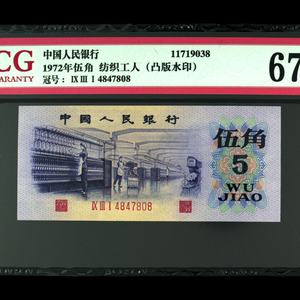 CG
ARANTY
中国人民银行
11719038
67
1972年伍角 纺织工人（凸版水印）
冠号：IX III I 4847808
中国人民银行
伍角
5
WU
JIAO
IX III I 4847808